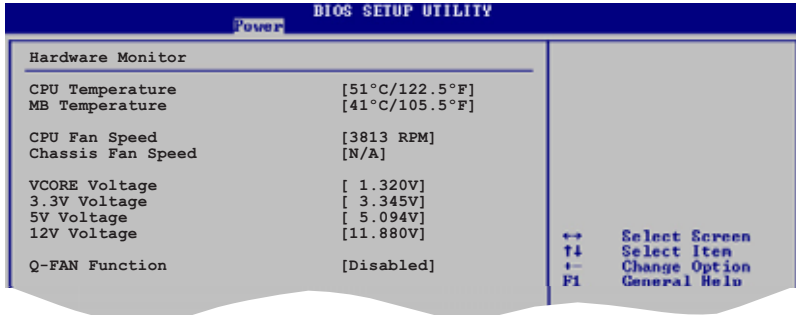 BIOS SETUP UTILITY
Power
Hardware Monitor
CPU Temperature [51°C/122.5°F]
MB Temperature [41°C/105.5°F]
CPU Fan Speed [3813 RPM]
Chassis Fan Speed [N/A]
VCORE Voltage [ 1.320V]
3.3V Voltage [ 3.345V]
5V Voltage [ 5.094V]
12V Voltage [11.880V]
Q-FAN Function [Disabled]
↔ Select Screen
↑↓ Select Item
+- Change Option
F1 General Help